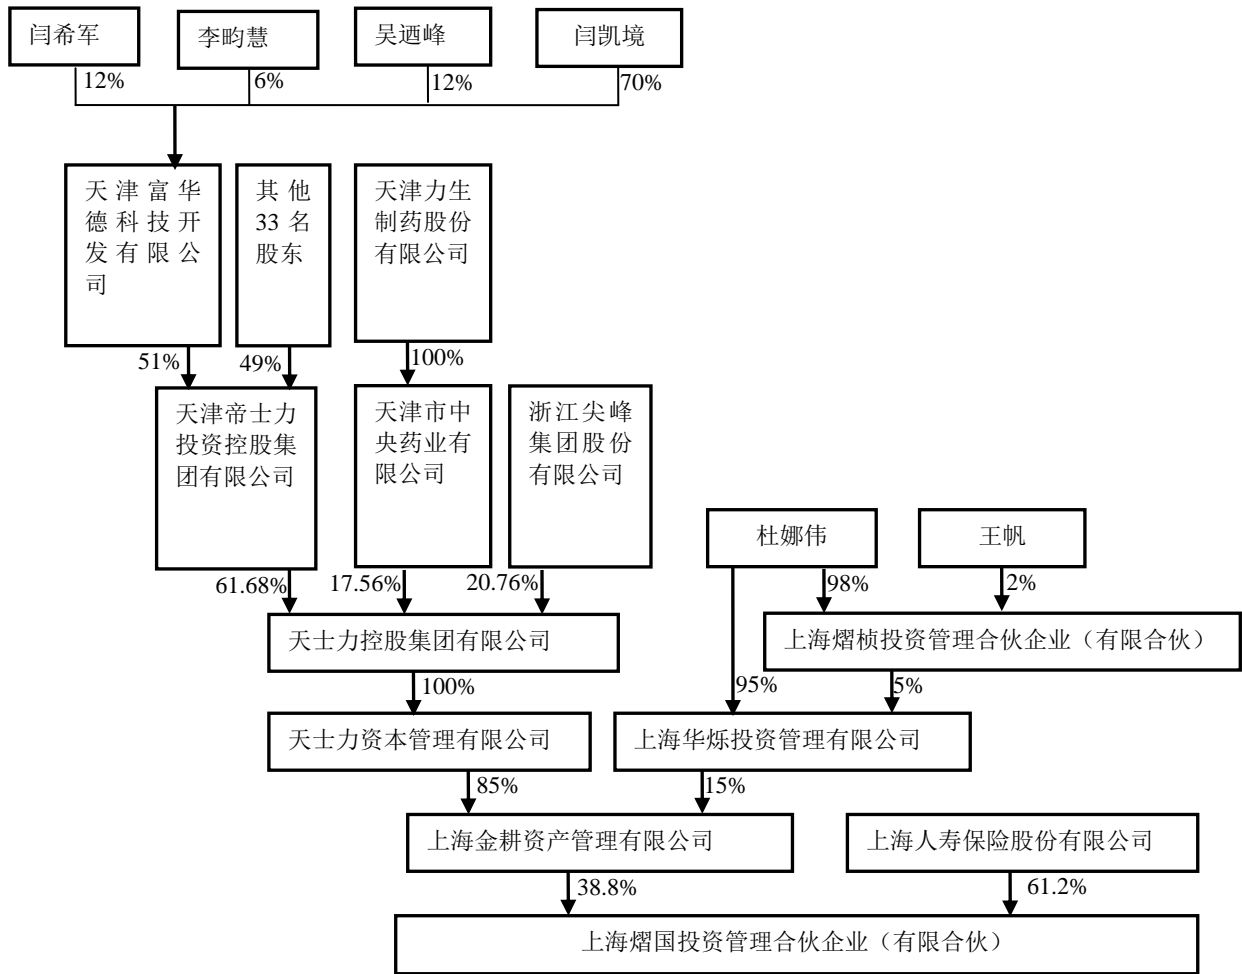 闫希军
李昀慧
吴迺峰
闫凯境
12%
6%
12%
70%
天津富华
德科技开
发有限公
司
其他
33 名
股东
天津力生
制药股份
有限公司
51%
49%
100%
天津帝士力
投资控股集
团有限公司
天津市中
央药业有
限公司
浙江尖峰
集团股份
有限公司
杜娜伟
王帆
61.68%
17.56%
20.76%
98%
2%
天士力控股集团有限公司
上海熠桢投资管理合伙企业（有限合伙）
100%
95%
5%
天士力资本管理有限公司
上海华烁投资管理有限公司
85%
15%
上海金耕资产管理有限公司
上海人寿保险股份有限公司
38.8%
61.2%
上海熠国投资管理合伙企业（有限合伙）